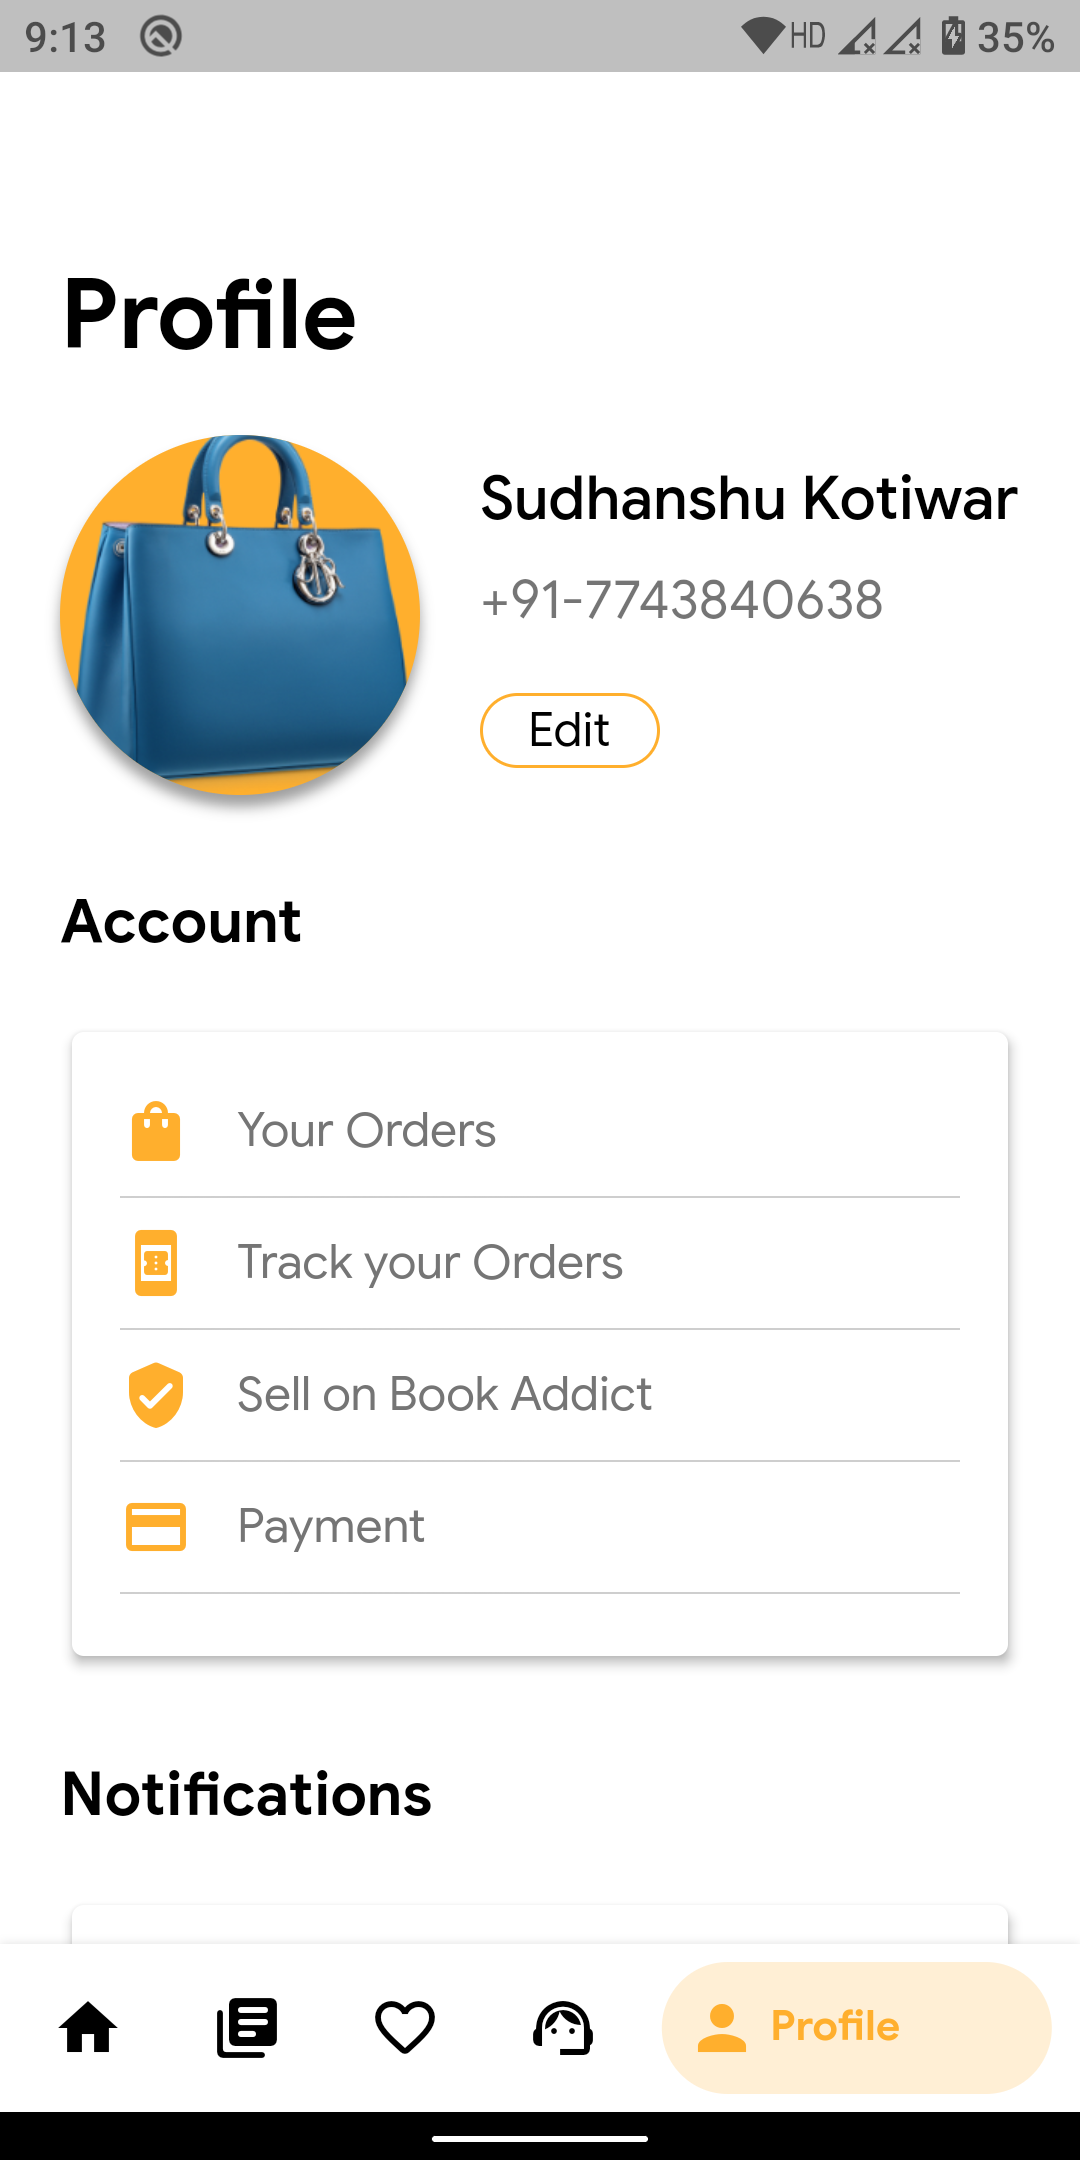 9:13 HD 35%
Profile
Sudhanshu Kotiwar
+91-7743840638
Edit
Account
Your Orders
Track your Orders
Sell on Book Addict
Payment
Notifications
Profile